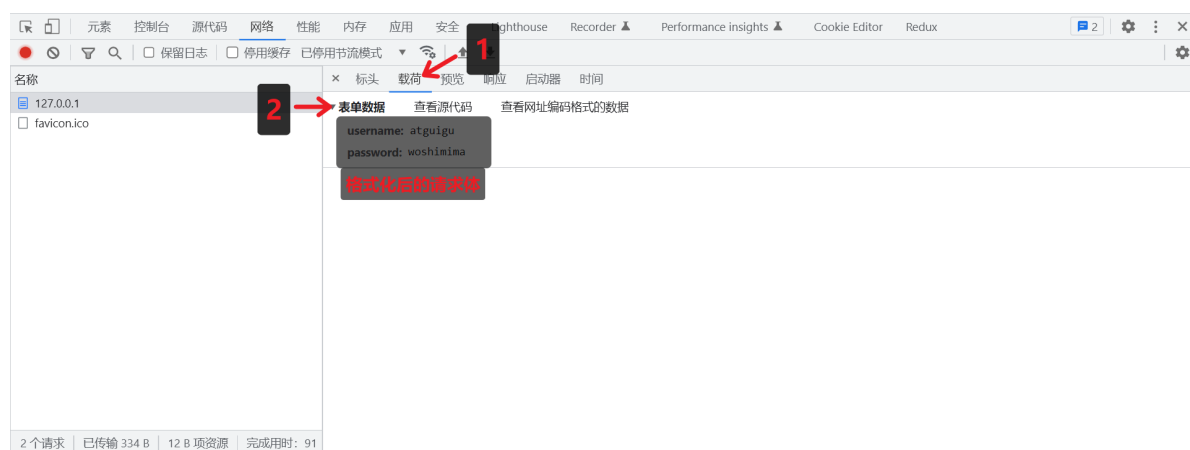 元素 控制台 源代码 网络 性能 内存 应用 安全 Lighthouse Recorder Performance insights Cookie Editor Redux 2
保留日志 停用缓存 已停用节流模式
1
名称
× 标头 载荷 预览 响应 启动器 时间
127.0.0.1
2
表单数据 查看源代码 查看网址编码格式的数据
favicon.ico
username: atguigu
password: woshimima
格式化后的请求体
2 个请求 已传输 334 B 12 B 项资源 完成用时: 91